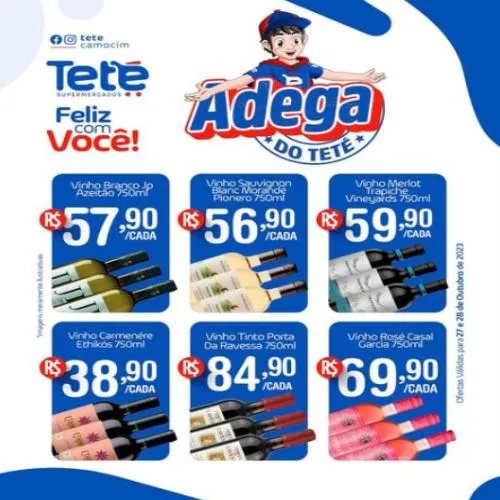 tete
camocim
Teté
SUPERMERCADOS
Feliz
com
Você!
Adega
DO TETÉ
Vinho Branco Jp
Azeitão 750ml
R$ 57,90
/CADA
Vinho Sauvignon
Blanc Morande
Pionero 750ml
R$ 56,90
/CADA
Vinho Merlot
Trapiche
Vineyards 750ml
R$ 59,90
/CADA
Vinho Carmenére
Ethikós 750ml
R$ 38,90
/CADA
Vinho Tinto Porta
Da Ravessa 750ml
R$ 84,90
/CADA
Vinho Rosé Casal
Garcia 750ml
R$ 69,90
/CADA
*Imagens meramente ilustrativas.
Ofertas Válidas para 27 e 28 de Outubro de 2023